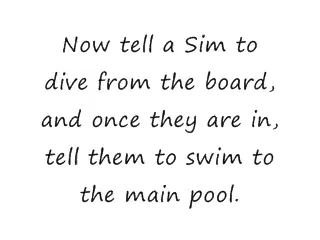 Now tell a Sim to
dive from the board,
and once they are in,
tell them to swim to
the main pool.